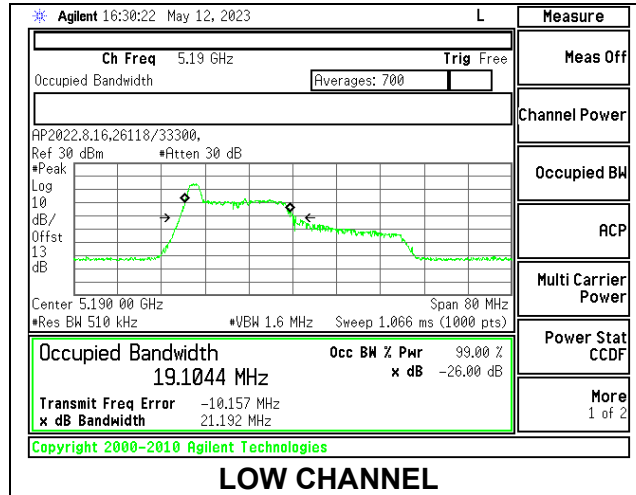 Agilent 16:30:22 May 12, 2023 L Measure
Ch Freq 5.19 GHz Trig Free
Meas Off
Occupied Bandwidth Averages: 700
Channel Power
AP2022.8.16,26118/33300,
Ref 30 dBm #Atten 30 dB
#Peak
Log
10
dB/
Offst
13
dB
Occupied BW
ACP
Center 5.190 00 GHz Span 80 MHz
#Res BW 510 kHz #VBW 1.6 MHz Sweep 1.066 ms (1000 pts)
Multi Carrier
Power
Occupied Bandwidth Occ BW % Pwr 99.00 %
19.1044 MHz x dB -26.00 dB
Transmit Freq Error -10.157 MHz
x dB Bandwidth 21.192 MHz
Power Stat
CCDF
More
1 of 2
Copyright 2000-2010 Agilent Technologies
LOW CHANNEL